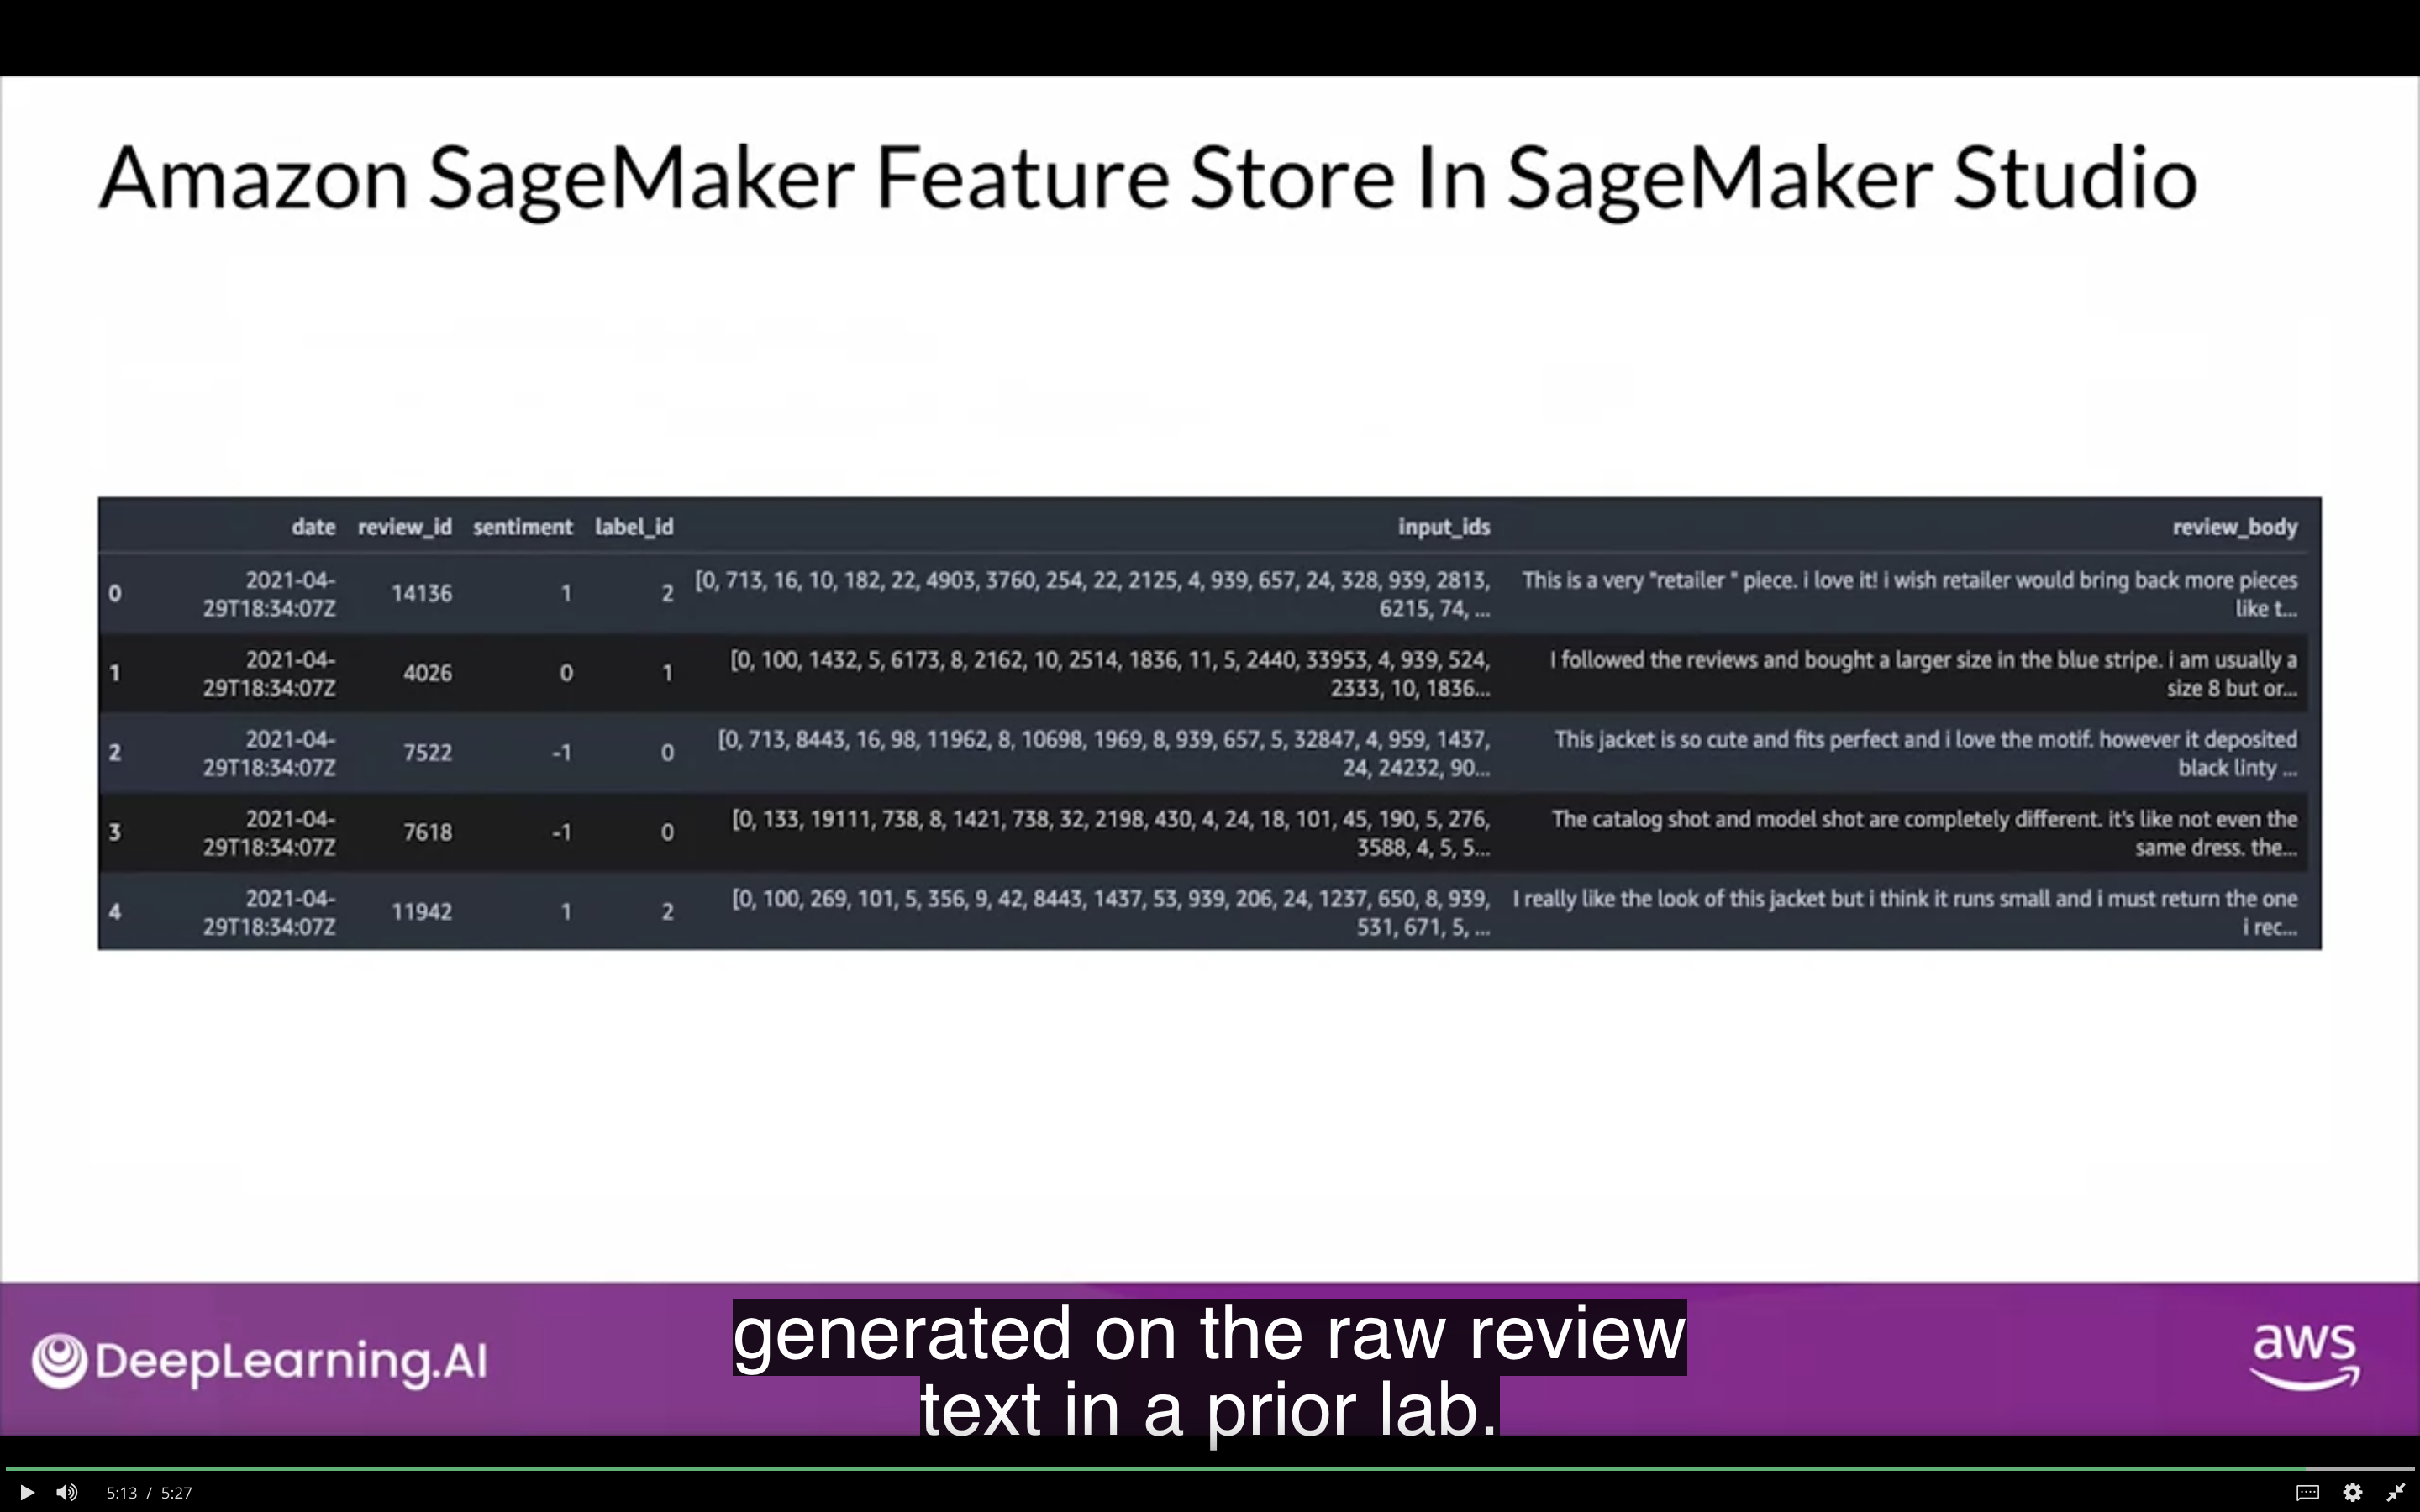 Amazon SageMaker Feature Store In SageMaker Studio
date review_id sentiment label_id input_ids review_body
0 2021-04-29T18:34:07Z 14136 1 2 [0, 713, 16, 10, 182, 22, 4903, 3760, 254, 22, 2125, 4, 939, 657, 24, 328, 939, 2813, 6215, 74, ... This is a very "retailer " piece. i love it! i wish retailer would bring back more pieces like t...
1 2021-04-29T18:34:07Z 4026 0 1 [0, 100, 1432, 5, 6173, 8, 2162, 10, 2514, 1836, 11, 5, 2440, 33953, 4, 939, 524, 2333, 10, 1836... I followed the reviews and bought a larger size in the blue stripe. i am usually a size 8 but or...
2 2021-04-29T18:34:07Z 7522 -1 0 [0, 713, 8443, 16, 98, 11962, 8, 10698, 1969, 8, 939, 657, 5, 32847, 4, 959, 1437, 24, 24232, 90... This jacket is so cute and fits perfect and i love the motif. however it deposited black linty ...
3 2021-04-29T18:34:07Z 7618 -1 0 [0, 133, 19111, 738, 8, 1421, 738, 32, 2198, 430, 4, 24, 18, 101, 45, 190, 5, 276, 3588, 4, 5, 5... The catalog shot and model shot are completely different. it's like not even the same dress. the...
4 2021-04-29T18:34:07Z 11942 1 2 [0, 100, 269, 101, 5, 356, 9, 42, 8443, 1437, 53, 939, 206, 24, 1237, 650, 8, 939, 531, 671, 5, ... I really like the look of this jacket but i think it runs small and i must return the one i rec...
DeepLearning.AI
generated on the raw review
text in a prior lab.
aws
5:13 / 5:27